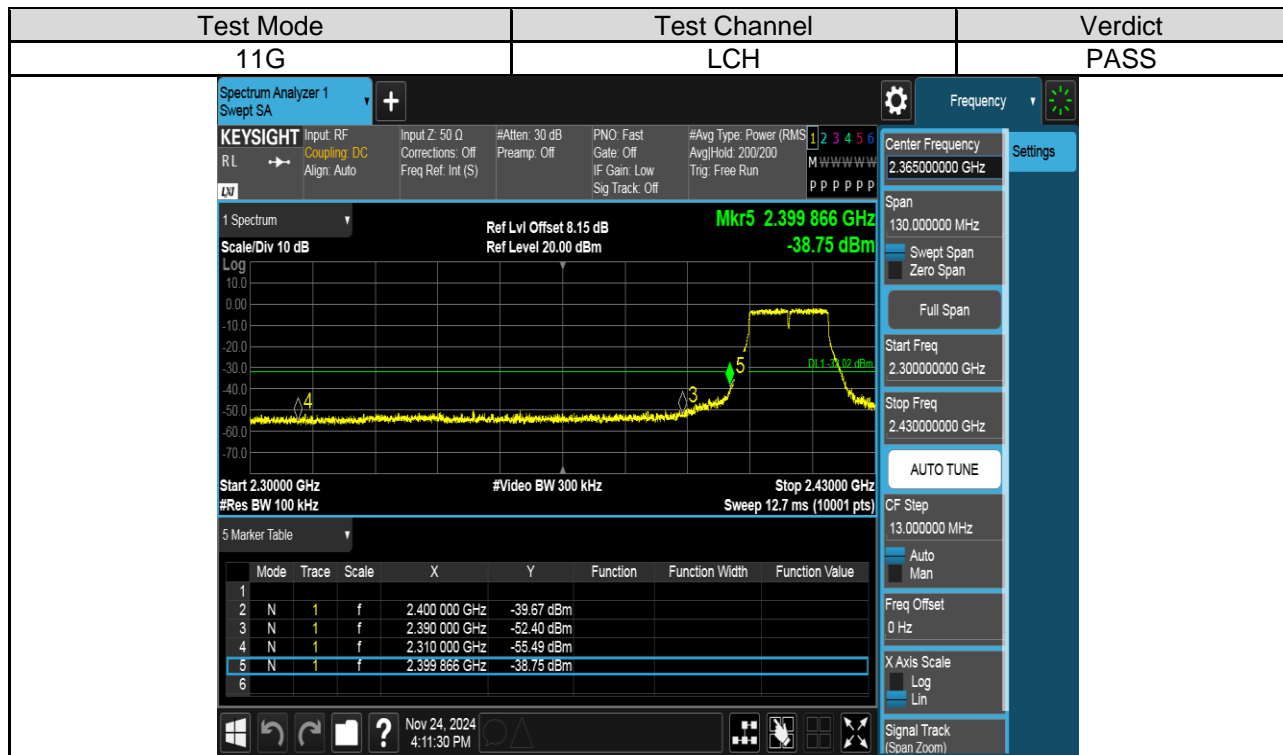 Test Mode Test Channel Verdict
11G LCH PASS
Spectrum Analyzer 1
Swept SA
+
Frequency
KEYSIGHT
RL
LXI
Input: RF
Coupling: DC
Align: Auto
Input Z: 50 Ω
Corrections: Off
Freq Ref: Int (S)
#Atten: 30 dB
Preamp: Off
PNO: Fast
Gate: Off
IF Gain: Low
Sig Track: Off
#Avg Type: Power (RMS
Avg|Hold: 200/200
Trig: Free Run
1 2 3 4 5 6
M W W W W W
P P P P P P
1 Spectrum
Scale/Div 10 dB
Ref Lvl Offset 8.15 dB
Ref Level 20.00 dBm
Mkr5 2.399 866 GHz
-38.75 dBm
Log
10.0
0.00
-10.0
-20.0
-30.0
-40.0
-50.0
-60.0
-70.0
4
3
5
Start 2.30000 GHz #Video BW 300 kHz Stop 2.43000 GHz
#Res BW 100 kHz Sweep 12.7 ms (10001 pts)
5 Marker Table
Mode Trace Scale X Y Function Function Width Function Value
1
2 N 1 f 2.400 000 GHz -39.67 dBm
3 N 1 f 2.390 000 GHz -52.40 dBm
4 N 1 f 2.310 000 GHz -55.49 dBm
5 N 1 f 2.399 866 GHz -38.75 dBm
6
?
Nov 24, 2024
4:11:30 PM
Center Frequency
2.365000000 GHz
Settings
Span
130.000000 MHz
Swept Span
Zero Span
Full Span
Start Freq
2.300000000 GHz
Stop Freq
2.430000000 GHz
AUTO TUNE
CF Step
13.000000 MHz
Auto
Man
Freq Offset
0 Hz
X Axis Scale
Log
Lin
Signal Track
(Span Zoom)